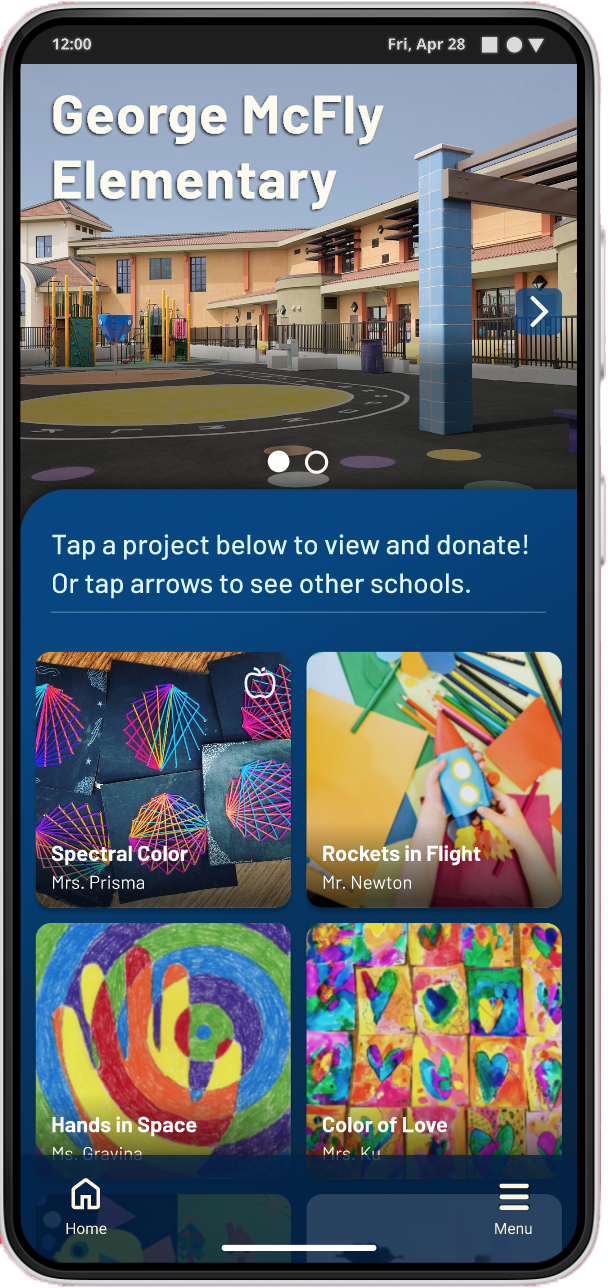 12:00 Fri, Apr 28
George McFly
Elementary
Tap a project below to view and donate!
Or tap arrows to see other schools.
Spectral Color
Mrs. Prisma
Rockets in Flight
Mr. Newton
Hands in Space
Ms. Gravina
Color of Love
Mrs. Ku
Home
Menu